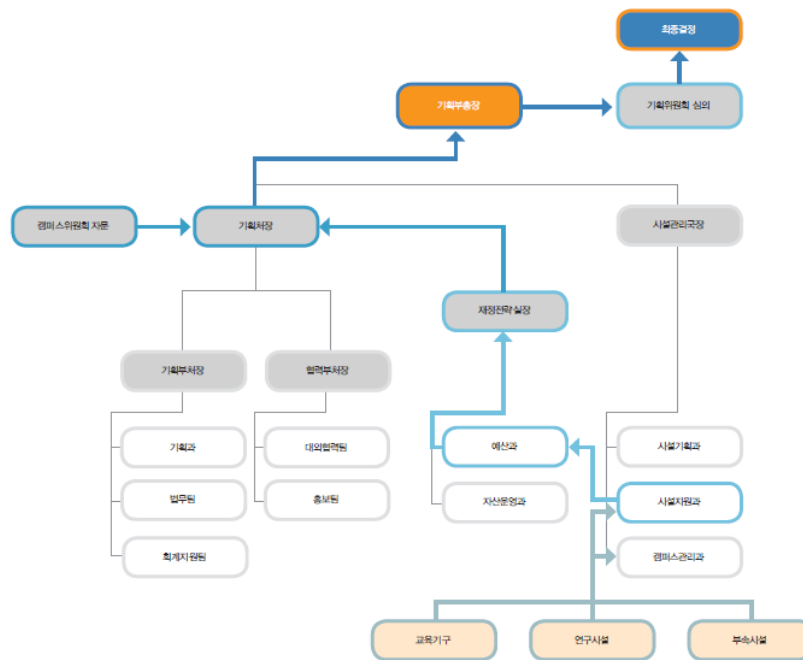 최종결정
기획부총장
기획위원회 심의
캠퍼스위원회 자문
기획처장
시설관리국장
재정전략실장
기획부처장
협력부처장
기획과
대외협력팀
예산과
시설기획과
법무팀
홍보팀
자산운영과
시설지원과
회계지원팀
캠퍼스관리과
교육기구
연구시설
부속시설